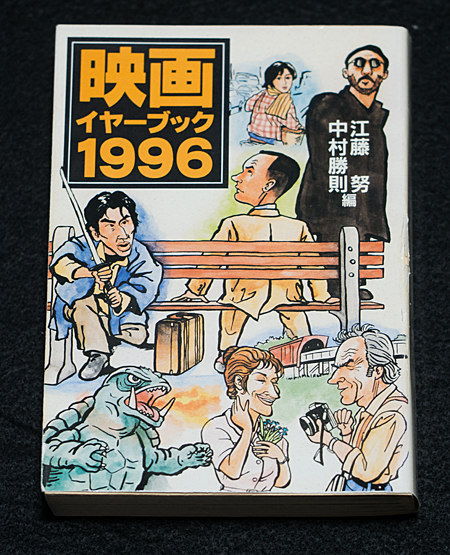 映画
イヤーブック
1996
江藤 努
中村勝則 編